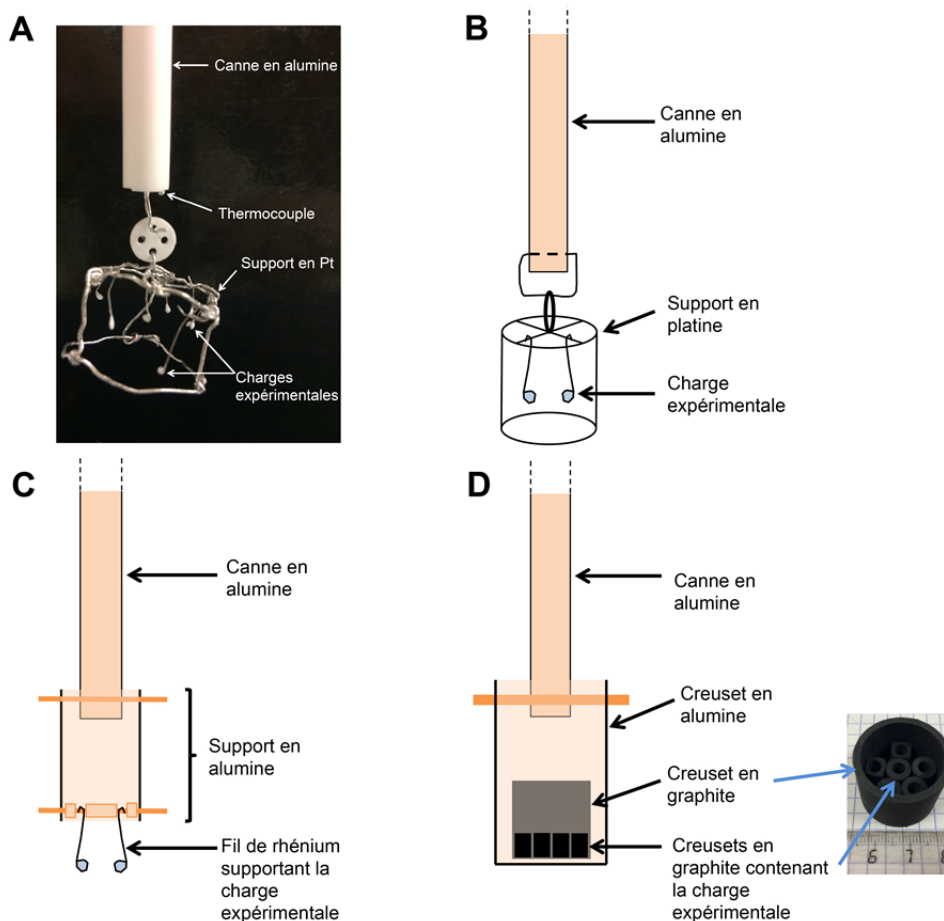 A
Canne en alumine
Thermocouple
Support en Pt
Charges
expérimentales
B
Canne en
alumine
Support en
platine
Charge
expérimentale
C
Canne en
alumine
Support en
alumine
Fil de rhénium
supportant la
charge
expérimentale
D
Canne en
alumine
Creuset en
alumine
Creuset en
graphite
Creusets en
graphite contenant
la charge
expérimentale
6 7 8